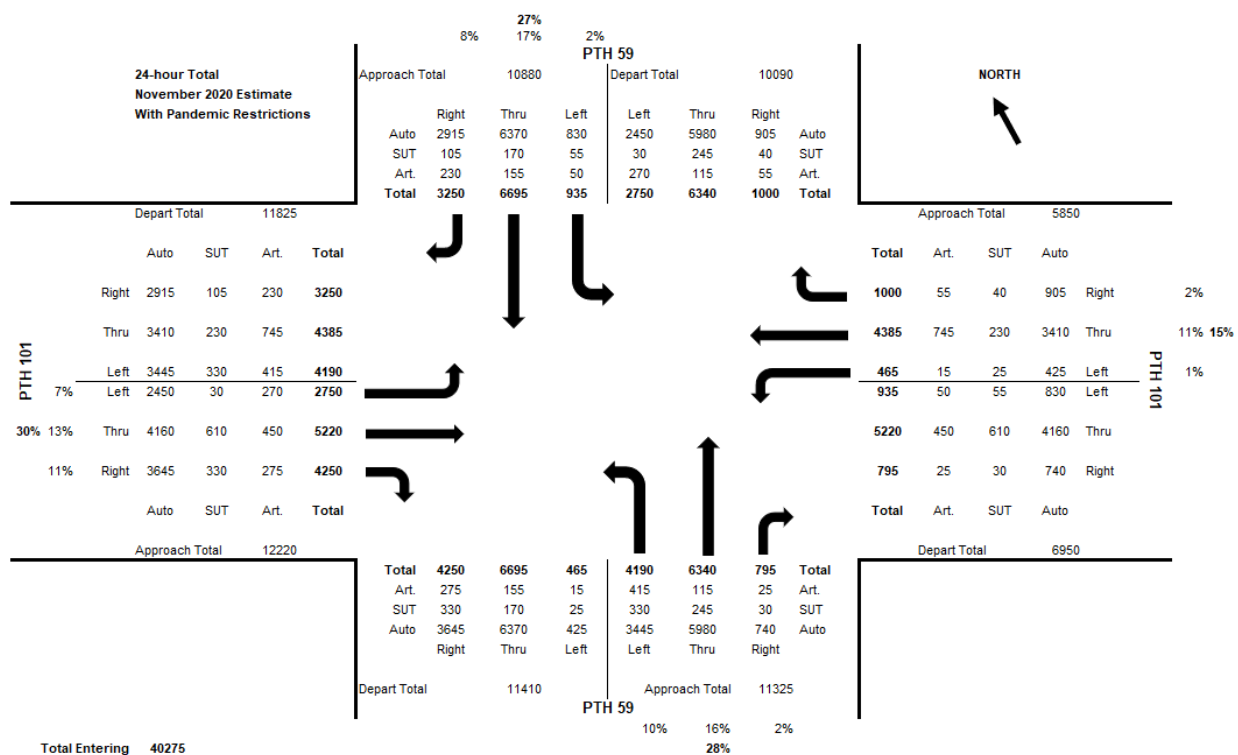 27%
8% 17% 2%
PTH 59
24-hour Total Approach Total 10880 Depart Total 10090 NORTH
November 2020 Estimate
With Pandemic Restrictions Right Thru Left Left Thru Right
Auto 2915 6370 830 2450 5980 905 Auto
SUT 105 170 55 30 245 40 SUT
Art. 230 155 50 270 115 55 Art.
Total 3250 6695 935 2750 6340 1000 Total
Depart Total 11825 Approach Total 5850
Auto SUT Art. Total Total Art. SUT Auto
Right 2915 105 230 3250 1000 55 40 905 Right 2%
Thru 3410 230 745 4385 4385 745 230 3410 Thru 11% 15%
Left 3445 330 415 4190 465 15 25 425 Left 1%
PTH 101 PTH 101
7% Left 2450 30 270 2750 935 50 55 830 Left
30% 13% Thru 4160 610 450 5220 5220 450 610 4160 Thru
11% Right 3645 330 275 4250 795 25 30 740 Right
Auto SUT Art. Total Total Art. SUT Auto
Approach Total 12220 Depart Total 6950
Total 4250 6695 465 4190 6340 795 Total
Art. 275 155 15 415 115 25 Art.
SUT 330 170 25 330 245 30 SUT
Auto 3645 6370 425 3445 5980 740 Auto
Right Thru Left Left Thru Right
Depart Total 11410 Approach Total 11325
PTH 59
10% 16% 2%
Total Entering 40275 28%